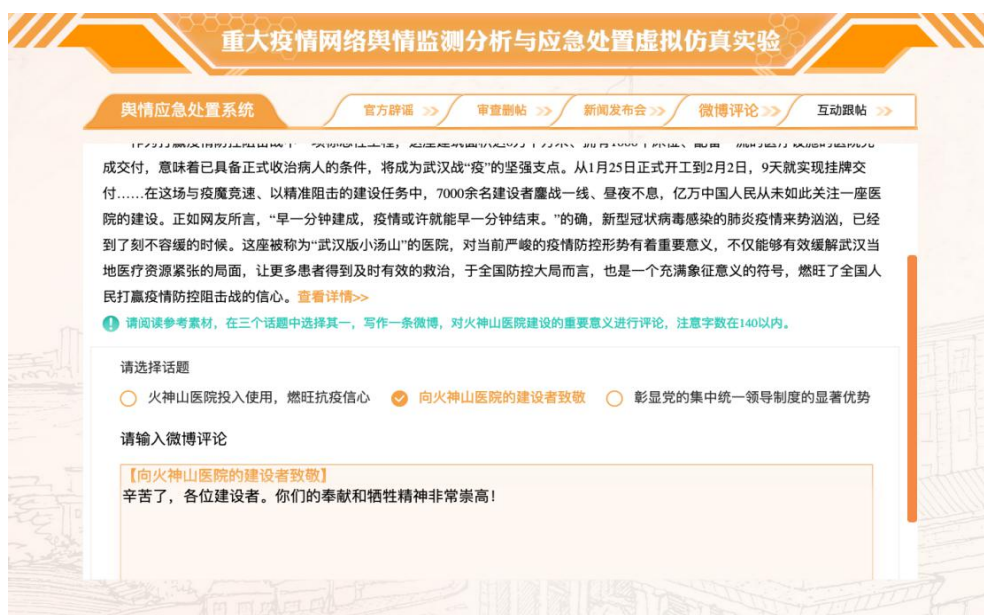 重大疫情网络舆情监测分析与应急处置虚拟仿真实验
舆情应急处置系统
官方辟谣 >>
审查删帖 >>
新闻发布会 >>
微博评论 >>
互动跟帖 >>
成交付，意味着已具备正式收治病人的条件，将成为武汉战“疫”的坚强支点。从1月25日正式开工到2月2日，9天就实现挂牌交
付……在这场与疫魔竞速、以精准阻击的建设任务中，7000余名建设者鏖战一线、昼夜不息，亿万中国人民从未如此关注一座医
院的建设。正如网友所言，“早一分钟建成，疫情或许就能早一分钟结束。”的确，新型冠状病毒感染的肺炎疫情来势汹汹，已经
到了刻不容缓的时候。这座被称为“武汉版小汤山”的医院，对当前严峻的疫情防控形势有着重要意义，不仅能够有效缓解武汉当
地医疗资源紧张的局面，让更多患者得到及时有效的救治，于全国防控大局而言，也是一个充满象征意义的符号，燃旺了全国人
民打赢疫情防控阻击战的信心。查看详情>>
请阅读参考素材，在三个话题中选择其一，写作一条微博，对火神山医院建设的重要意义进行评论，注意字数在140以内。
请选择话题
火神山医院投入使用，燃旺抗疫信心 向火神山医院的建设者致敬 彰显党的集中统一领导制度的显著优势
请输入微博评论
【向火神山医院的建设者致敬】
辛苦了，各位建设者。你们的奉献和牺牲精神非常崇高！